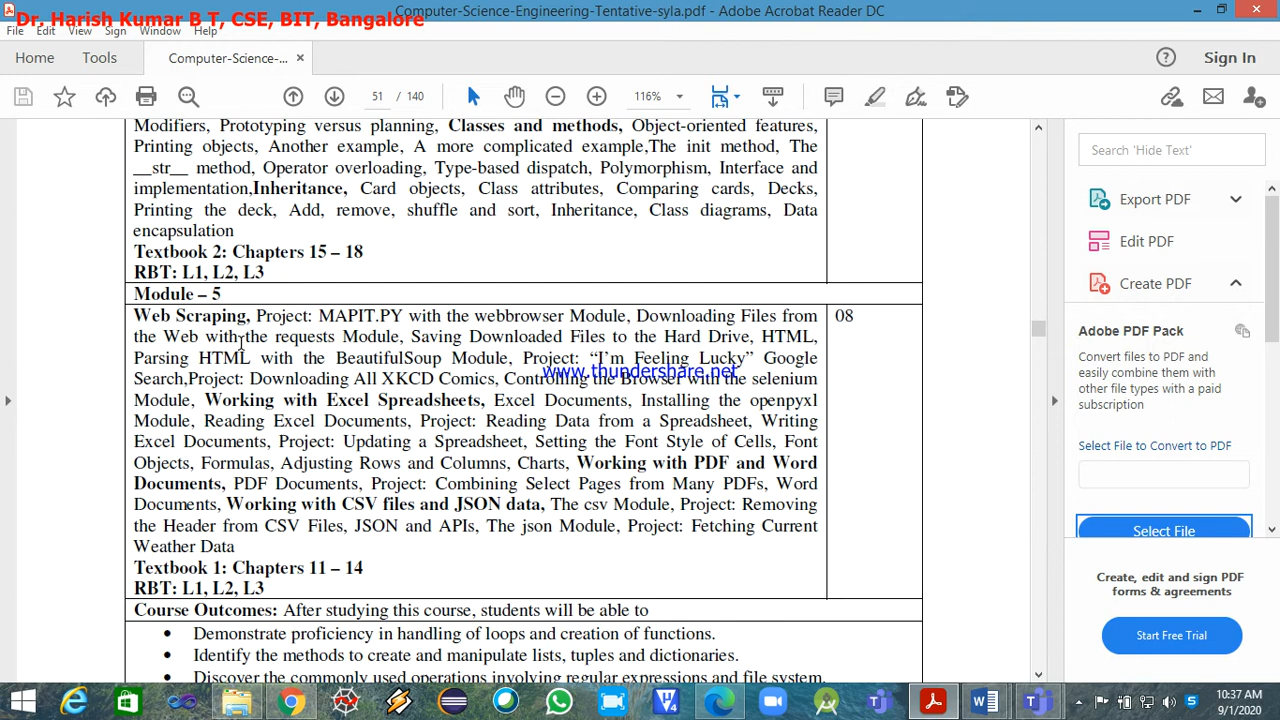 Computer-Science-Engineering-Tentative-syla.pdf - Adobe Acrobat Reader DC
Dr. Harish Kumar B T, CSE, BIT, Bangalore
File Edit View Sign Window Help
Home Tools Computer-Science-... × Sign In
51 / 140 116%
Modifiers, Prototyping versus planning, Classes and methods, Object-oriented features,
Printing objects, Another example, A more complicated example,The init method, The
__str__ method, Operator overloading, Type-based dispatch, Polymorphism, Interface and
implementation,Inheritance, Card objects, Class attributes, Comparing cards, Decks,
Printing the deck, Add, remove, shuffle and sort, Inheritance, Class diagrams, Data
encapsulation
Textbook 2: Chapters 15 – 18
RBT: L1, L2, L3
Module – 5
Web Scraping, Project: MAPIT.PY with the webbrowser Module, Downloading Files from
the Web with the requests Module, Saving Downloaded Files to the Hard Drive, HTML,
Parsing HTML with the BeautifulSoup Module, Project: “I’m Feeling Lucky” Google
Search,Project: Downloading All XKCD Comics, Controlling the Browser with the selenium
Module, Working with Excel Spreadsheets, Excel Documents, Installing the openpyxl
Module, Reading Excel Documents, Project: Reading Data from a Spreadsheet, Writing
Excel Documents, Project: Updating a Spreadsheet, Setting the Font Style of Cells, Font
Objects, Formulas, Adjusting Rows and Columns, Charts, Working with PDF and Word
Documents, PDF Documents, Project: Combining Select Pages from Many PDFs, Word
Documents, Working with CSV files and JSON data, The csv Module, Project: Removing
the Header from CSV Files, JSON and APIs, The json Module, Project: Fetching Current
Weather Data
Textbook 1: Chapters 11 – 14
RBT: L1, L2, L3
08
www.thundershare.net
Course Outcomes: After studying this course, students will be able to
• Demonstrate proficiency in handling of loops and creation of functions.
• Identify the methods to create and manipulate lists, tuples and dictionaries.
• Discover the commonly used operations involving regular expressions and file system.
Search 'Hide Text'
Export PDF
Edit PDF
Create PDF
Adobe PDF Pack
Convert files to PDF and
easily combine them with
other file types with a paid
subscription
Select File to Convert to PDF
Select File
Create, edit and sign PDF
forms & agreements
Start Free Trial
10:37 AM
9/1/2020